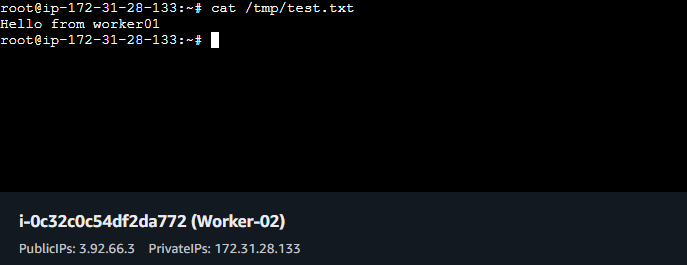 root@ip-172-31-28-133:~# cat /tmp/test.txt
Hello from worker01
root@ip-172-31-28-133:~#
i-0c32c0c54df2da772 (Worker-02)
PublicIPs: 3.92.66.3 PrivateIPs: 172.31.28.133